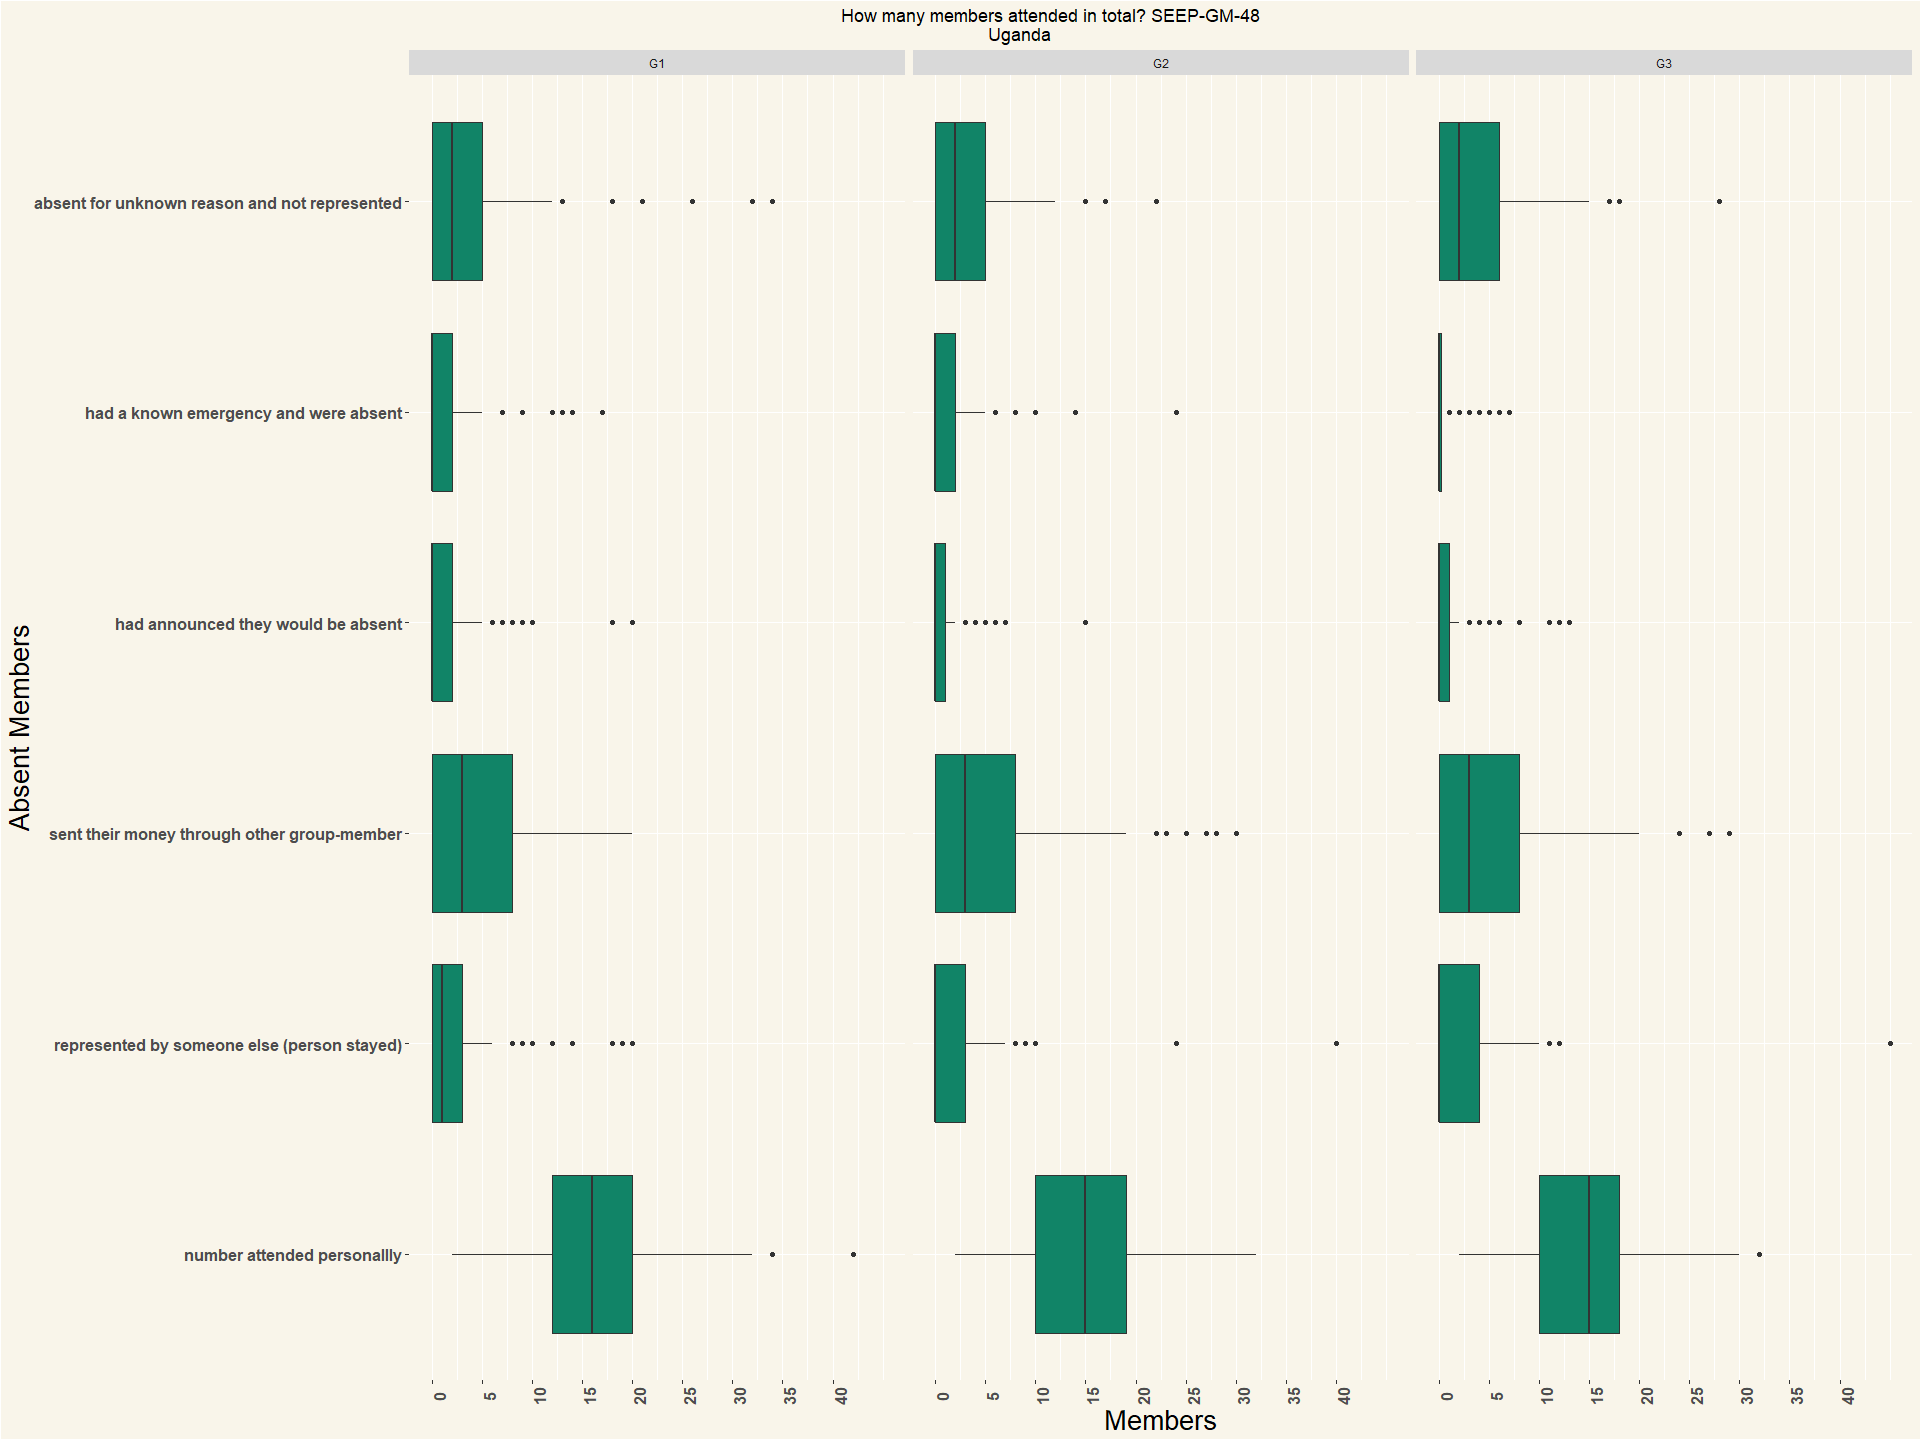 How many members attended in total? SEEP-GM-48
Uganda
G1 G2 G3
absent for unknown reason and not represented
had a known emergency and were absent
had announced they would be absent
sent their money through other group-member
represented by someone else (person stayed)
number attended personallly
Absent Members
0 5 10 15 20 25 30 35 40 0 5 10 15 20 25 30 35 40 0 5 10 15 20 25 30 35 40
Members